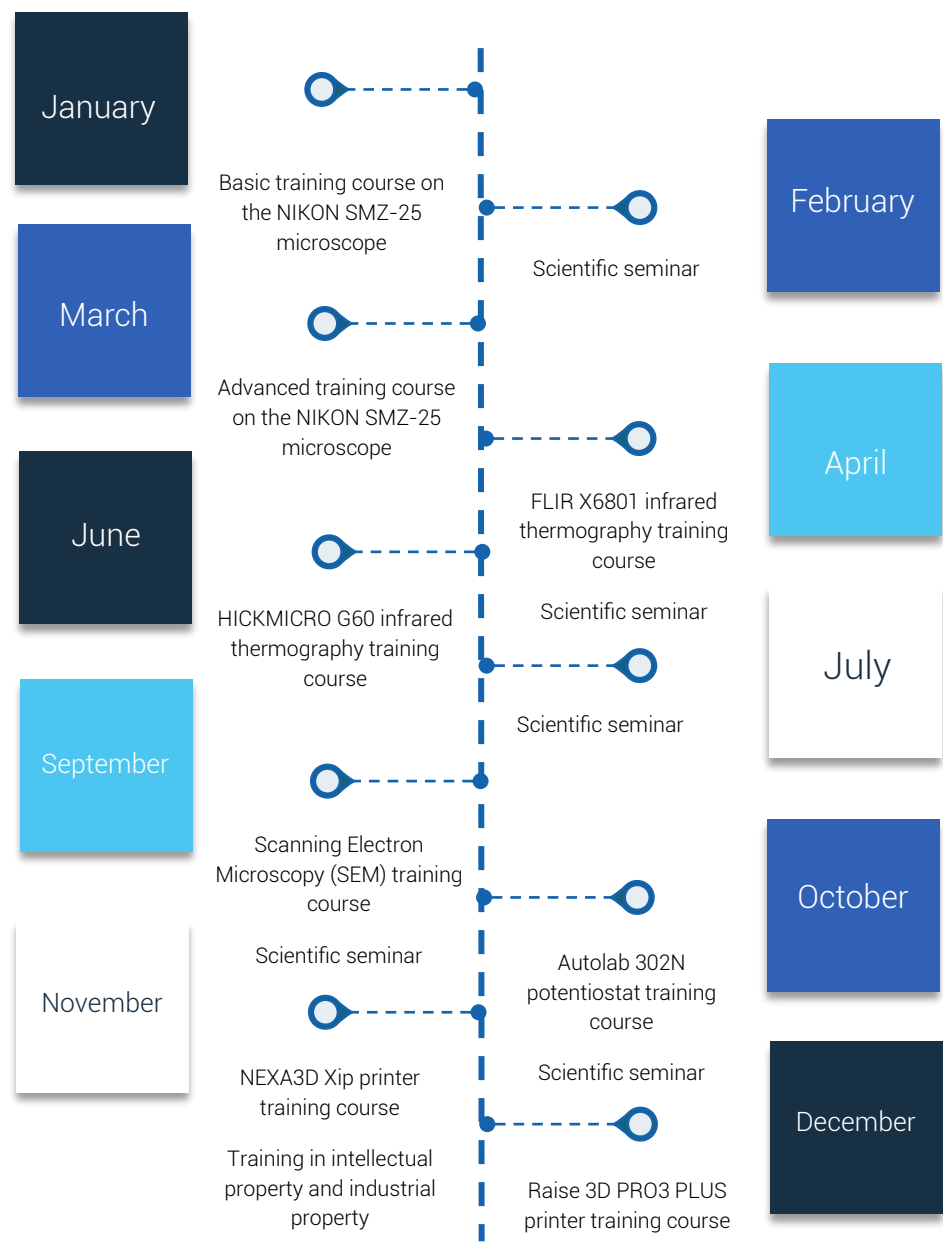 January
Basic training course on
the NIKON SMZ-25
microscope
February
Scientific seminar
March
Advanced training course
on the NIKON SMZ-25
microscope
April
FLIR X6801 infrared
thermography training
course
Scientific seminar
June
HICKMICRO G60 infrared
thermography training
course
July
Scientific seminar
September
Scanning Electron
Microscopy (SEM) training
course
Scientific seminar
October
Autolab 302N
potentiostat training
course
Scientific seminar
November
NEXA3D Xip printer
training course
Training in intellectual
property and industrial
property
December
Raise 3D PRO3 PLUS
printer training course